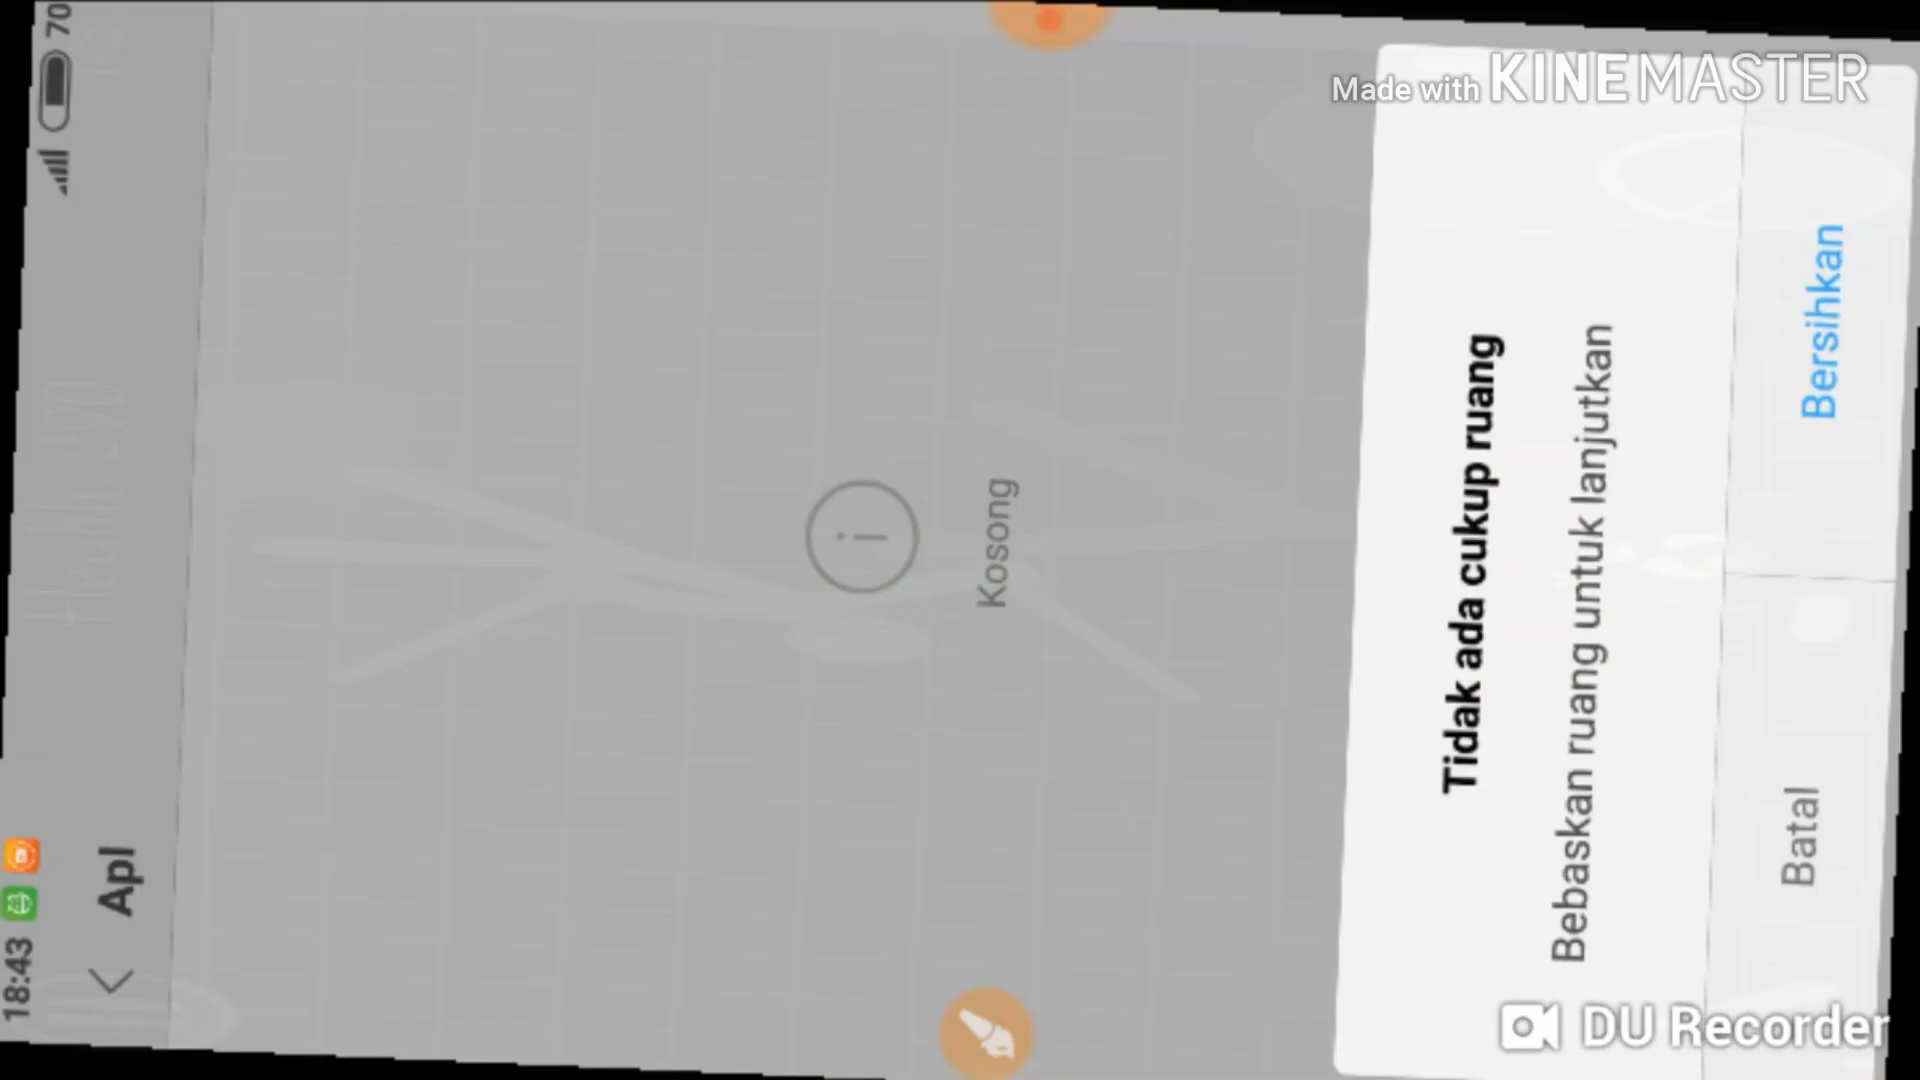 Made with KINEMASTER
18:43
70
Apl
Kosong
Tidak ada cukup ruang
Bebaskan ruang untuk lanjutkan
Batal
Bersihkan
DU Recorder